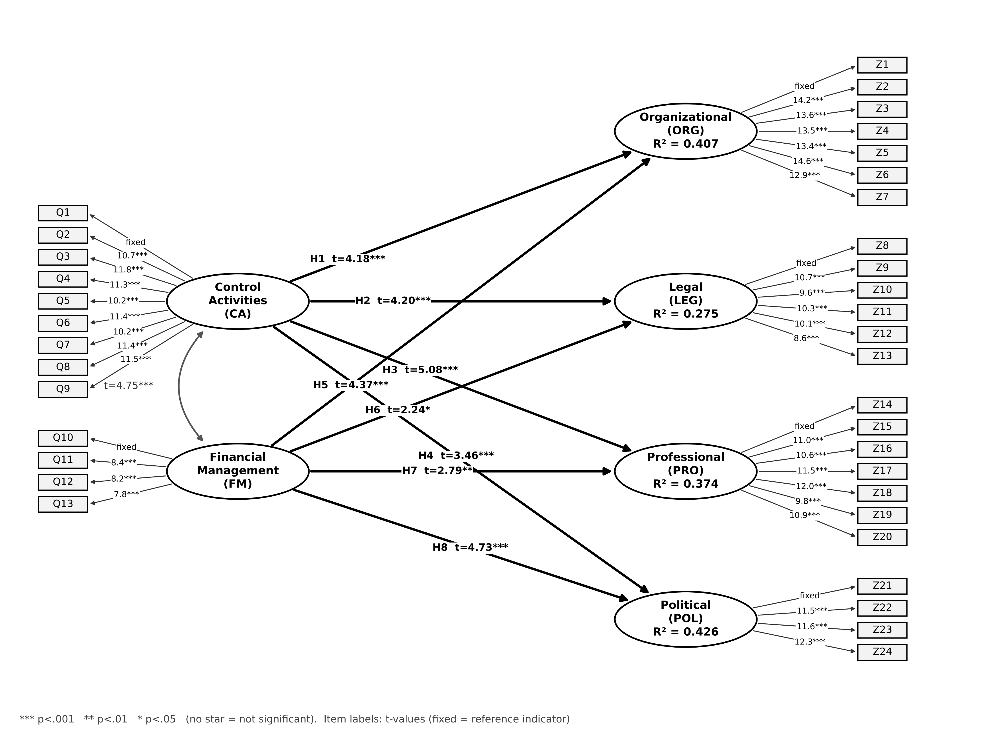 Z1
fixed
Z2
14.2***
Z3
13.6***
Organizational
(ORG)
R² = 0.407
13.5***
Z4
13.4***
Z5
14.6***
Z6
12.9***
Z7
Q1
fixed
Q2
10.7***
Q3
11.8***
Q4
11.3***
Q5
10.2***
Q6
11.4***
Q7
10.2***
Q8
11.4***
Q9
11.5***
Control
Activities
(CA)
t=4.75***
H1 t=4.18***
H2 t=4.20***
H3 t=5.08***
H5 t=4.37***
H6 t=2.24*
H4 t=3.46***
H7 t=2.79**
H8 t=4.73***
Z8
fixed
Z9
10.7***
Z10
9.6***
Legal
(LEG)
R² = 0.275
Z11
10.3***
Z12
10.1***
Z13
8.6***
Q10
fixed
Q11
8.4***
Q12
8.2***
Q13
7.8***
Financial
Management
(FM)
Z14
fixed
Z15
11.0***
Z16
10.6***
Professional
(PRO)
R² = 0.374
11.5***
Z17
12.0***
Z18
9.8***
Z19
10.9***
Z20
Z21
fixed
Z22
11.5***
Political
(POL)
R² = 0.426
11.6***
Z23
12.3***
Z24
*** p<.001 ** p<.01 * p<.05 (no star = not significant). Item labels: t-values (fixed = reference indicator)